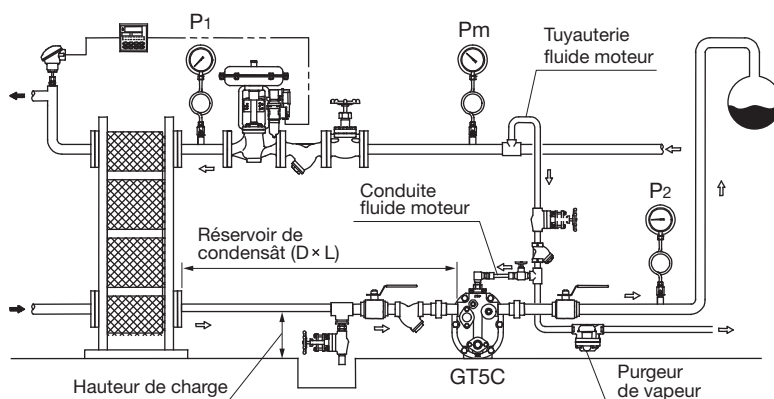 P1
Pm
Tuyauterie
fluide moteur
Conduite
fluide moteur
P2
Réservoir de
condensât (D × L)
Hauteur de charge
GT5C
Purgeur
de vapeur